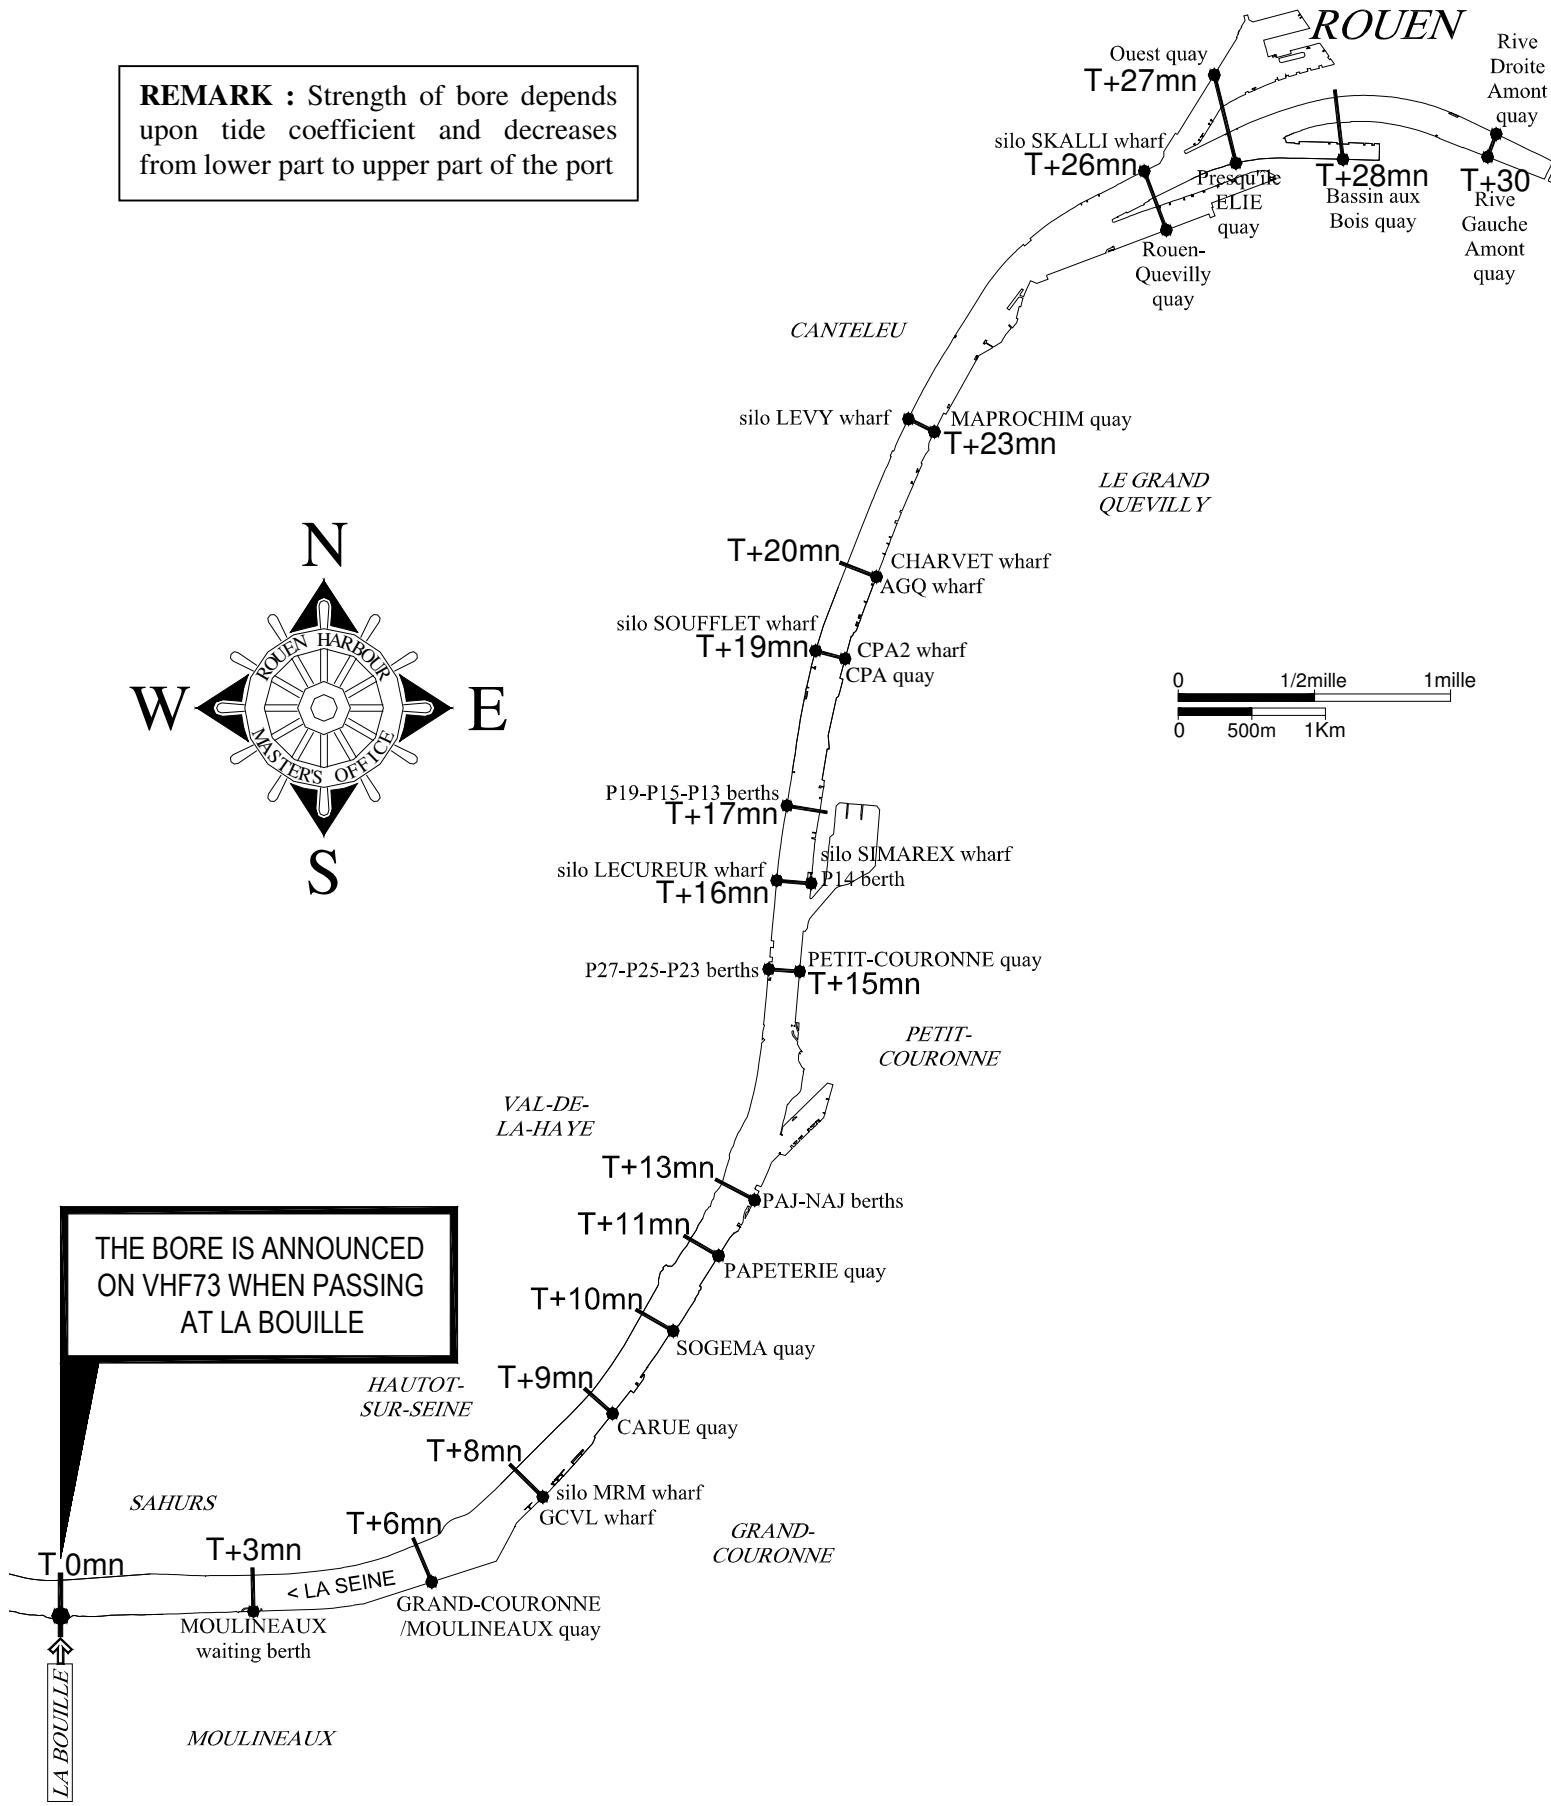 ROUEN
REMARK : Strength of bore depends
upon tide coefficient and decreases
from lower part to upper part of the port
Ouest quay
T+27mn
Rive
Droite
Amont
quay
silo SKALLI wharf
T+26mn
Presqu'ile
ELIE
quay
T+28mn
Bassin aux
Bois quay
T+30
Rive
Gauche
Amont
quay
Rouen-
Quevilly
quay
CANTELEU
silo LEVY wharf
MAPROCHIM quay
T+23mn
LE GRAND
QUEVILLY
N
W
E
S
ROUEN HARBOUR
MASTER'S OFFICE
T+20mn
CHARVET wharf
AGQ wharf
silo SOUFFLET wharf
T+19mn
CPA2 wharf
CPA quay
0 1/2mille 1mille
0 500m 1Km
P19-P15-P13 berths
T+17mn
silo SIMAREX wharf
P14 berth
silo LECUREUR wharf
T+16mn
P27-P25-P23 berths
PETIT-COURONNE quay
T+15mn
PETIT-
COURONNE
VAL-DE-
LA-HAYE
T+13mn
PAJ-NAJ berths
T+11mn
PAPETERIE quay
THE BORE IS ANNOUNCED
ON VHF73 WHEN PASSING
AT LA BOUILLE
T+10mn
SOGEMA quay
HAUTOT-
SUR-SEINE
T+9mn
CARUE quay
T+8mn
silo MRM wharf
GCVL wharf
SAHURS
T+6mn
GRAND-
COURONNE
T 0mn
T+3mn
< LA SEINE
GRAND-COURONNE
/MOULINEAUX quay
MOULINEAUX
waiting berth
LA BOUILLE
MOULINEAUX